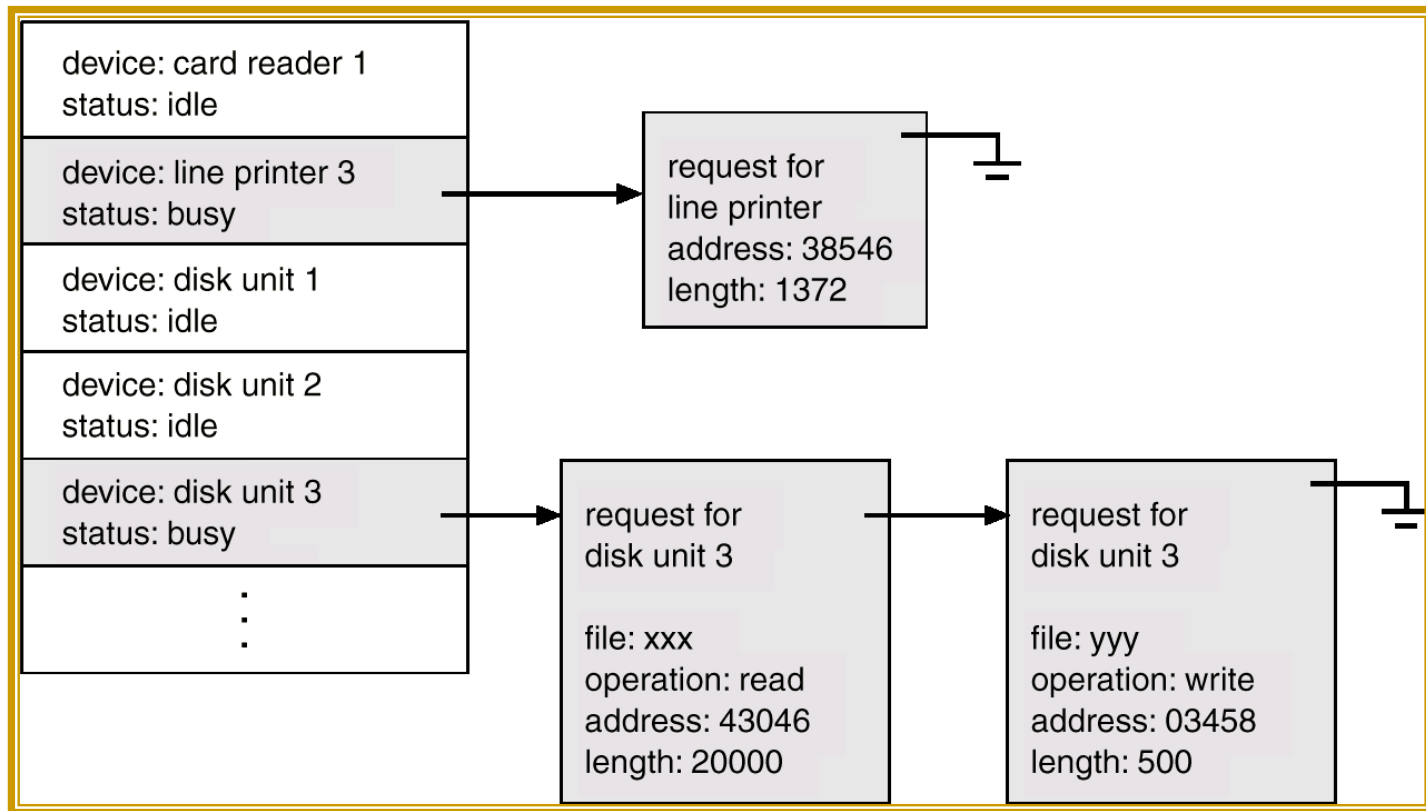 device: card reader 1
status: idle
device: line printer 3
status: busy
device: disk unit 1
status: idle
device: disk unit 2
status: idle
device: disk unit 3
status: busy
request for
line printer
address: 38546
length: 1372
request for
disk unit 3
file: xxx
operation: read
address: 43046
length: 20000
request for
disk unit 3
file: yyy
operation: write
address: 03458
length: 500